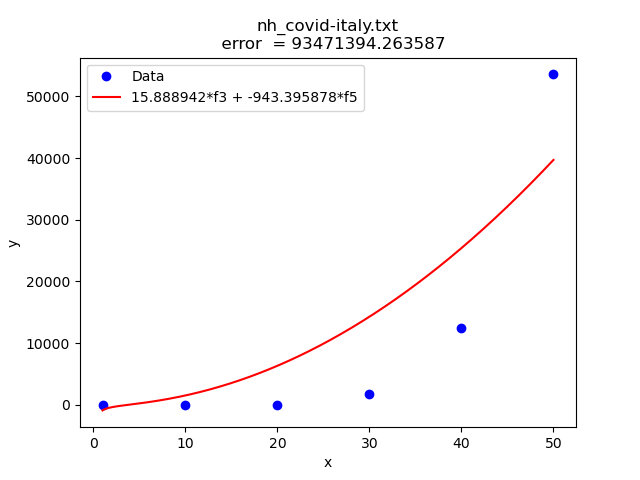 nh_covid-italy.txt
error = 93471394.263587
Data
15.888942*f3 + -943.395878*f5
50000
40000
30000
20000
10000
0
y
0 10 20 30 40 50
x